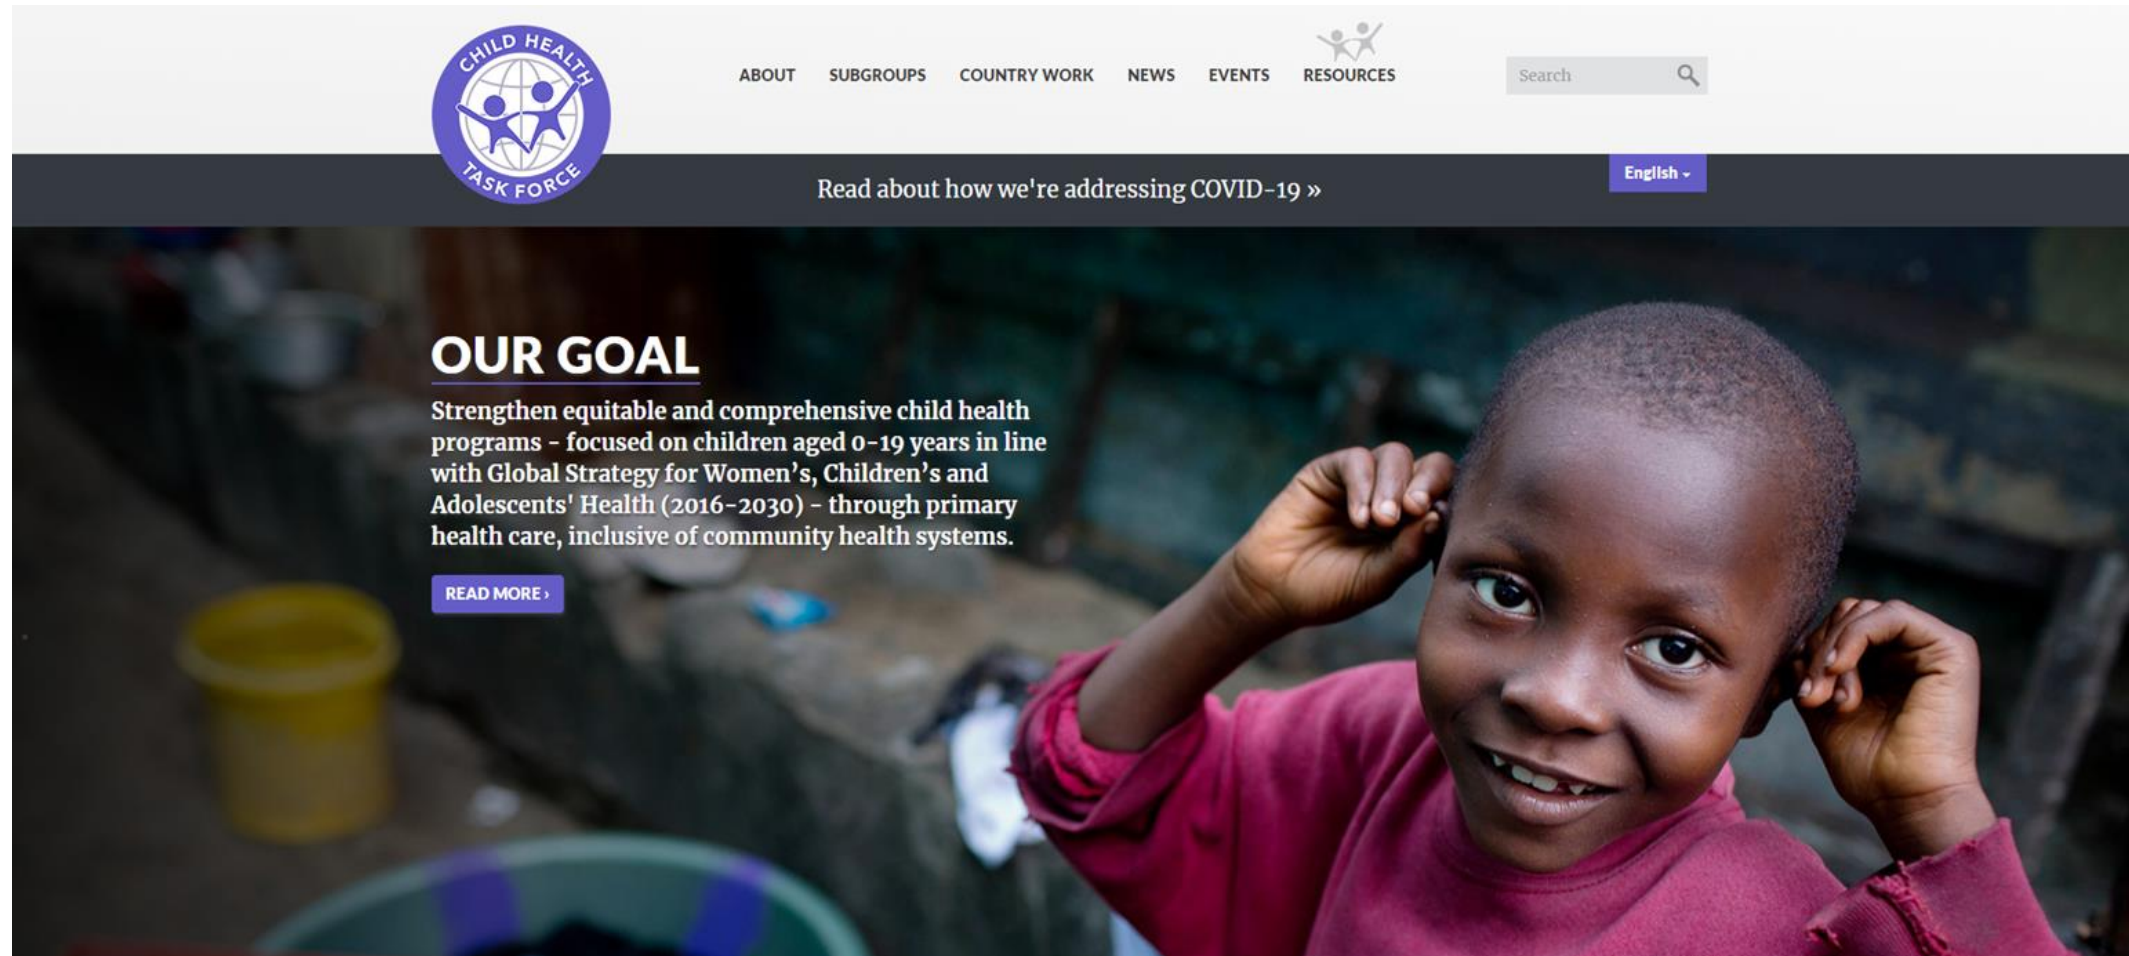 CHILD HEALTH
TASK FORCE
ABOUT SUBGROUPS COUNTRY WORK NEWS EVENTS RESOURCES
Search
Read about how we're addressing COVID-19 »
English
OUR GOAL
Strengthen equitable and comprehensive child health
programs - focused on children aged 0-19 years in line
with Global Strategy for Women’s, Children’s and
Adolescents' Health (2016-2030) - through primary
health care, inclusive of community health systems.
READ MORE ›